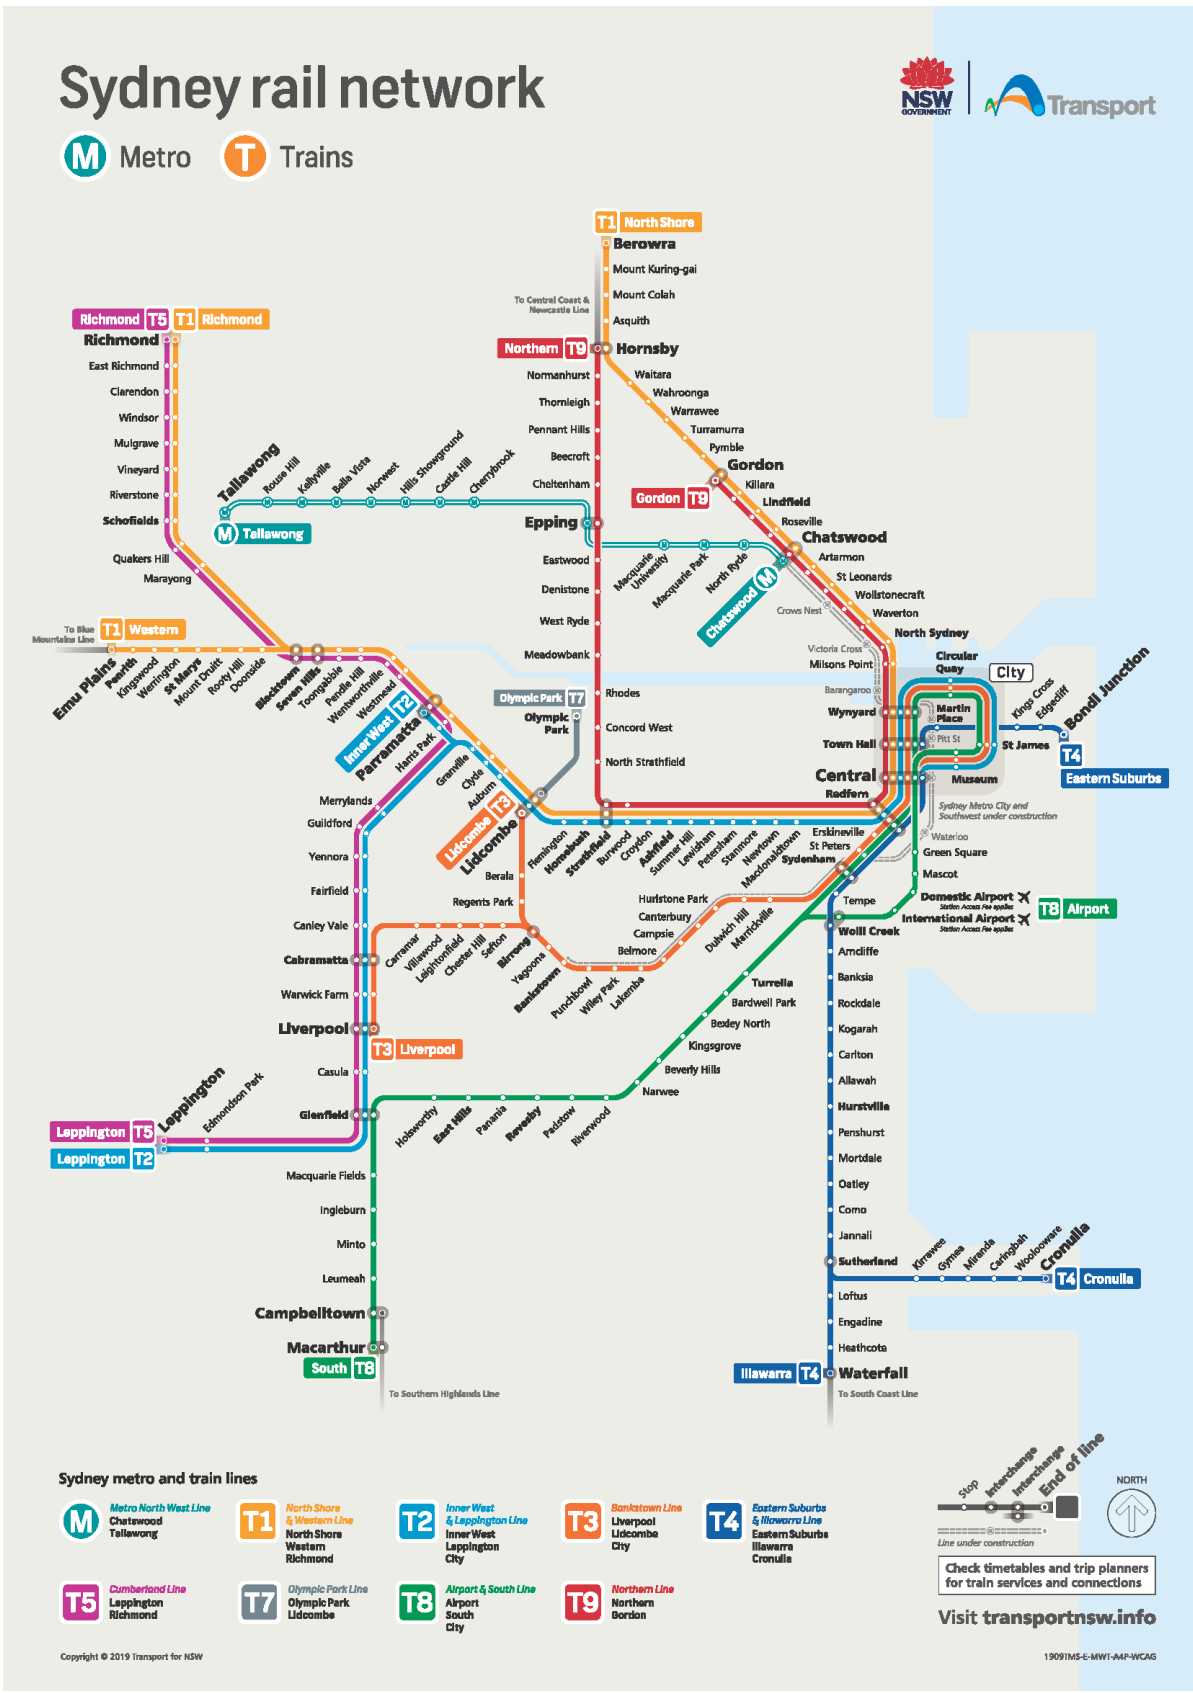 Sydney rail network
M Metro T Trains
NSW
GOVERNMENT
Transport
T1 North Shore
Berowra
Mount Kuring-gai
Mount Colah
Asquith
To Central Coast &
Newcastle Line
Northern T9
Hornsby
Richmond T5 T1 Richmond
Richmond
East Richmond
Clarendon
Windsor
Mulgrave
Vineyard
Riverstone
Schofields
Quakers Hill
Marayong
Normanhurst
Thornleigh
Pennant Hills
Beecroft
Cheltenham
Epping
Eastwood
Denistone
West Ryde
Meadowbank
Rhodes
Concord West
North Strathfield
Waitara
Wahroonga
Warrawee
Turramurra
Pymble
Gordon
Gordon T9
Killara
Lindfield
Roseville
Chatswood
Artarmon
St Leonards
Wollstonecraft
Waverton
North Sydney
Milsons Point
Tallawong
Rouse Hill
Kellyville
Bella Vista
Norwest
Hills Showground
Castle Hill
Cherrybrook
M Tallawong
Macquarie
University
Macquarie Park
North Ryde
Chatswood M
Crows Nest
Victoria Cross
Barangaroo
To Blue
Mountains Line
T1 Western
Emu Plains
Penrith
Kingswood
Werrington
St Marys
Mount Druitt
Rooty Hill
Doonside
Blacktown
Seven Hills
Toongabbie
Pendle Hill
Wentworthville
Westmead
Inner West T2
Parramatta
Harris Park
Granville
Clyde
Auburn
Lidcombe T3
Lidcombe
Olympic Park T7
Olympic
Park
Flemington
Homebush
Strathfield
Burwood
Croydon
Ashfield
Summer Hill
Lewisham
Petersham
Stanmore
Newtown
Macdonaldtown
Circular
Quay
City
Wynyard
Martin
Place
Town Hall
Pitt St
St James
Central
Museum
Redfern
Kings Cross
Edgecliff
Bondi Junction
T4
Eastern Suburbs
Sydney Metro City and
Southwest under construction
Waterloo
Erskineville
St Peters
Sydenham
Green Square
Mascot
Domestic Airport
Station Access Fee applies
International Airport
Station Access Fee applies
T8 Airport
Merrylands
Guildford
Yennora
Fairfield
Canley Vale
Cabramatta
Warwick Farm
Liverpool
T3 Liverpool
Casula
Glenfield
Leppington
Edmondson Park
Leppington T5
Leppington T2
Berala
Regents Park
Carramar
Villawood
Leightonfield
Chester Hill
Sefton
Birrong
Yagoona
Bankstown
Punchbowl
Wiley Park
Lakemba
Belmore
Campsie
Canterbury
Hurlstone Park
Dulwich Hill
Marrickville
Tempe
Wolli Creek
Arncliffe
Banksia
Rockdale
Kogarah
Carlton
Allawah
Hurstville
Penshurst
Mortdale
Oatley
Como
Jannali
Sutherland
Loftus
Engadine
Heathcote
Illawarra T4
Waterfall
To South Coast Line
Kirrawee
Gymea
Miranda
Caringbah
Woolooware
Cronulla
T4 Cronulla
Turrella
Bardwell Park
Bexley North
Kingsgrove
Beverly Hills
Narwee
Holsworthy
East Hills
Panania
Revesby
Padstow
Riverwood
Macquarie Fields
Ingleburn
Minto
Leumeah
Campbelltown
Macarthur
South T8
To Southern Highlands Line
Sydney metro and train lines
M
Metro North West Line
Chatswood
Tallawong
T1
North Shore
& Western Line
North Shore
Western
Richmond
T2
Inner West
& Leppington Line
Inner West
Leppington
City
T3
Bankstown Line
Liverpool
Lidcombe
City
T4
Eastern Suburbs
& Illawarra Line
Eastern Suburbs
Illawarra
Cronulla
T5
Cumberland Line
Leppington
Richmond
T7
Olympic Park Line
Olympic Park
Lidcombe
T8
Airport & South Line
Airport
South
City
T9
Northern Line
Northern
Gordon
Stop
Interchange
Interchange
End of line
Line under construction
NORTH
Check timetables and trip planners
for train services and connections
Visit transportnsw.info
Copyright © 2019 Transport for NSW
1909TMS-E-MWT-A4P-WCAG